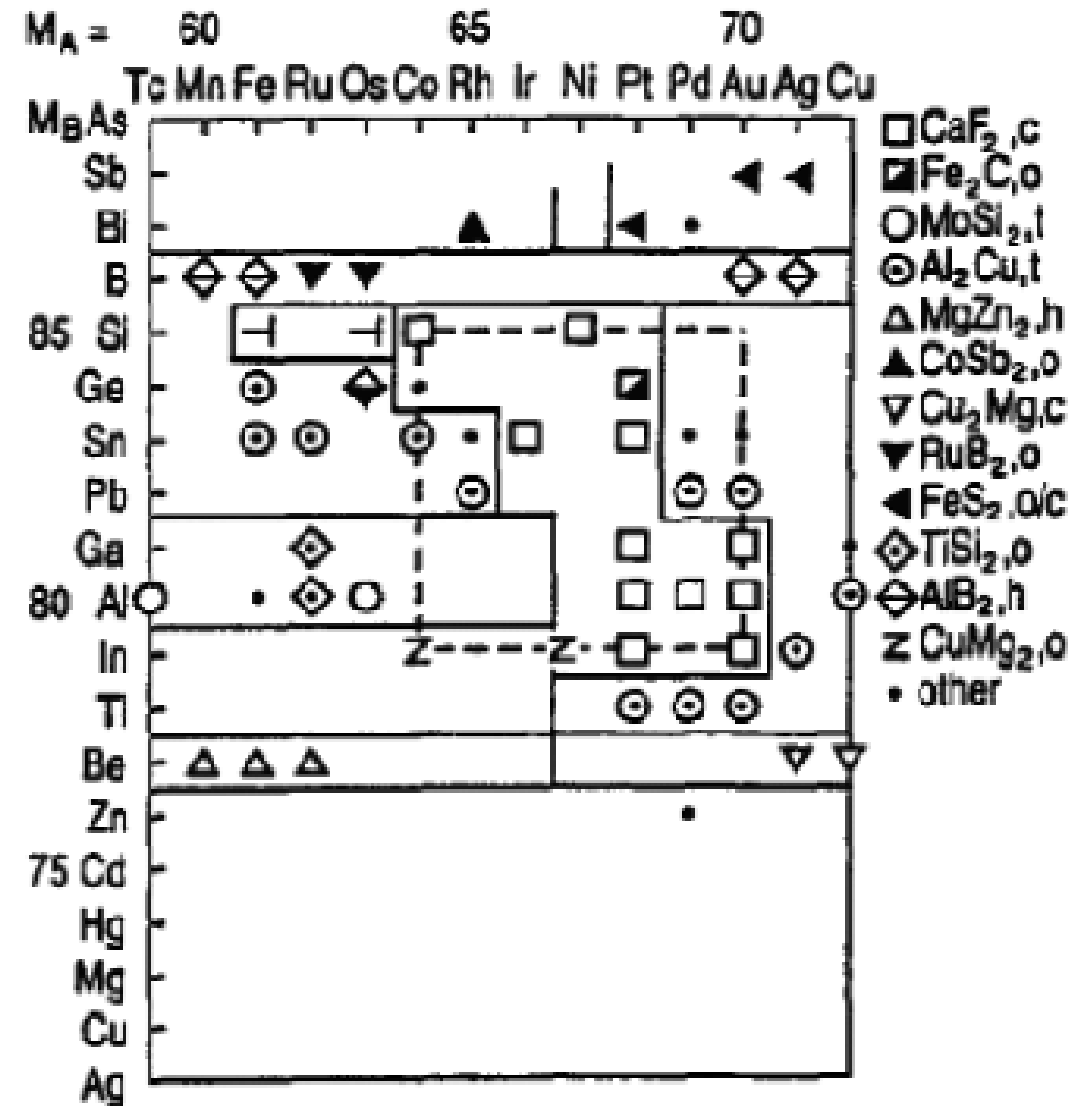 M_A = 60 65 70
Tc Mn Fe Ru Os Co Rh Ir Ni Pt Pd Au Ag Cu
M_B As
Sb
Bi
B
85 Si
Ge
Sn
Pb
Ga
80 Al
In
Tl
Be
Zn
75 Cd
Hg
Mg
Cu
Ag
CaF₂,c
Fe₂C,o
MoSi₂,t
Al₂Cu,t
MgZn₂,h
CoSb₂,o
Cu₂Mg,c
RuB₂,o
FeS₂,o/c
TiSi₂,o
AlB₂,h
Z CuMg₂,o
other
Z Z